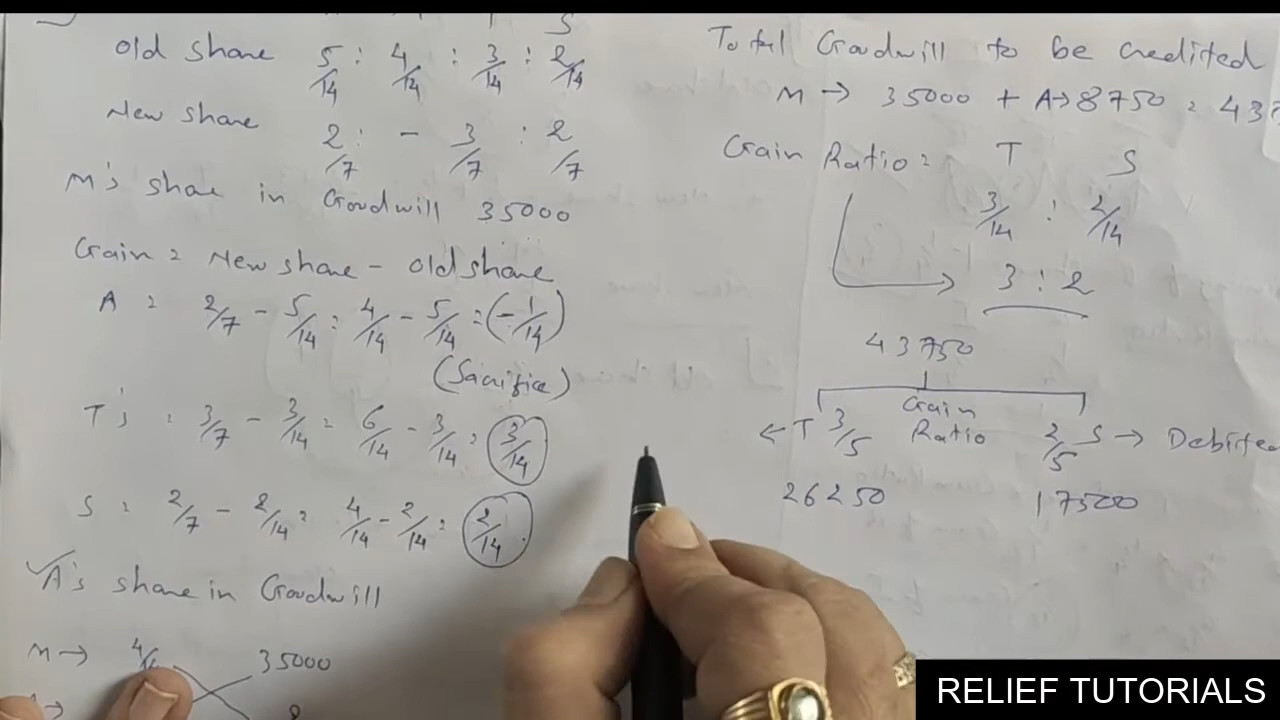 S
Old share 5/14 : 4/14 : 3/14 : 2/14
New share 2/7 : - 3/7 : 2/7
M's share in Goodwill 35000
Gain = New share - old share
A = 2/7 - 5/14 = 4/14 - 5/14 = (-1/14)
(Sacrifice)
T's = 3/7 - 3/14 = 6/14 - 3/14 = 3/14
S = 2/7 - 2/14 = 4/14 - 2/14 = 2/14
✓A's share in Goodwill
M → 35000
Total Goodwill to be credited
M → 35000 + A → 8750 =
Gain Ratio = T S
3/14 : 2/14
3 : 2
43750
Gain
← T 3/5 Ratio 2/5 S → Debited
26250 17500
RELIEF TUTORIALS